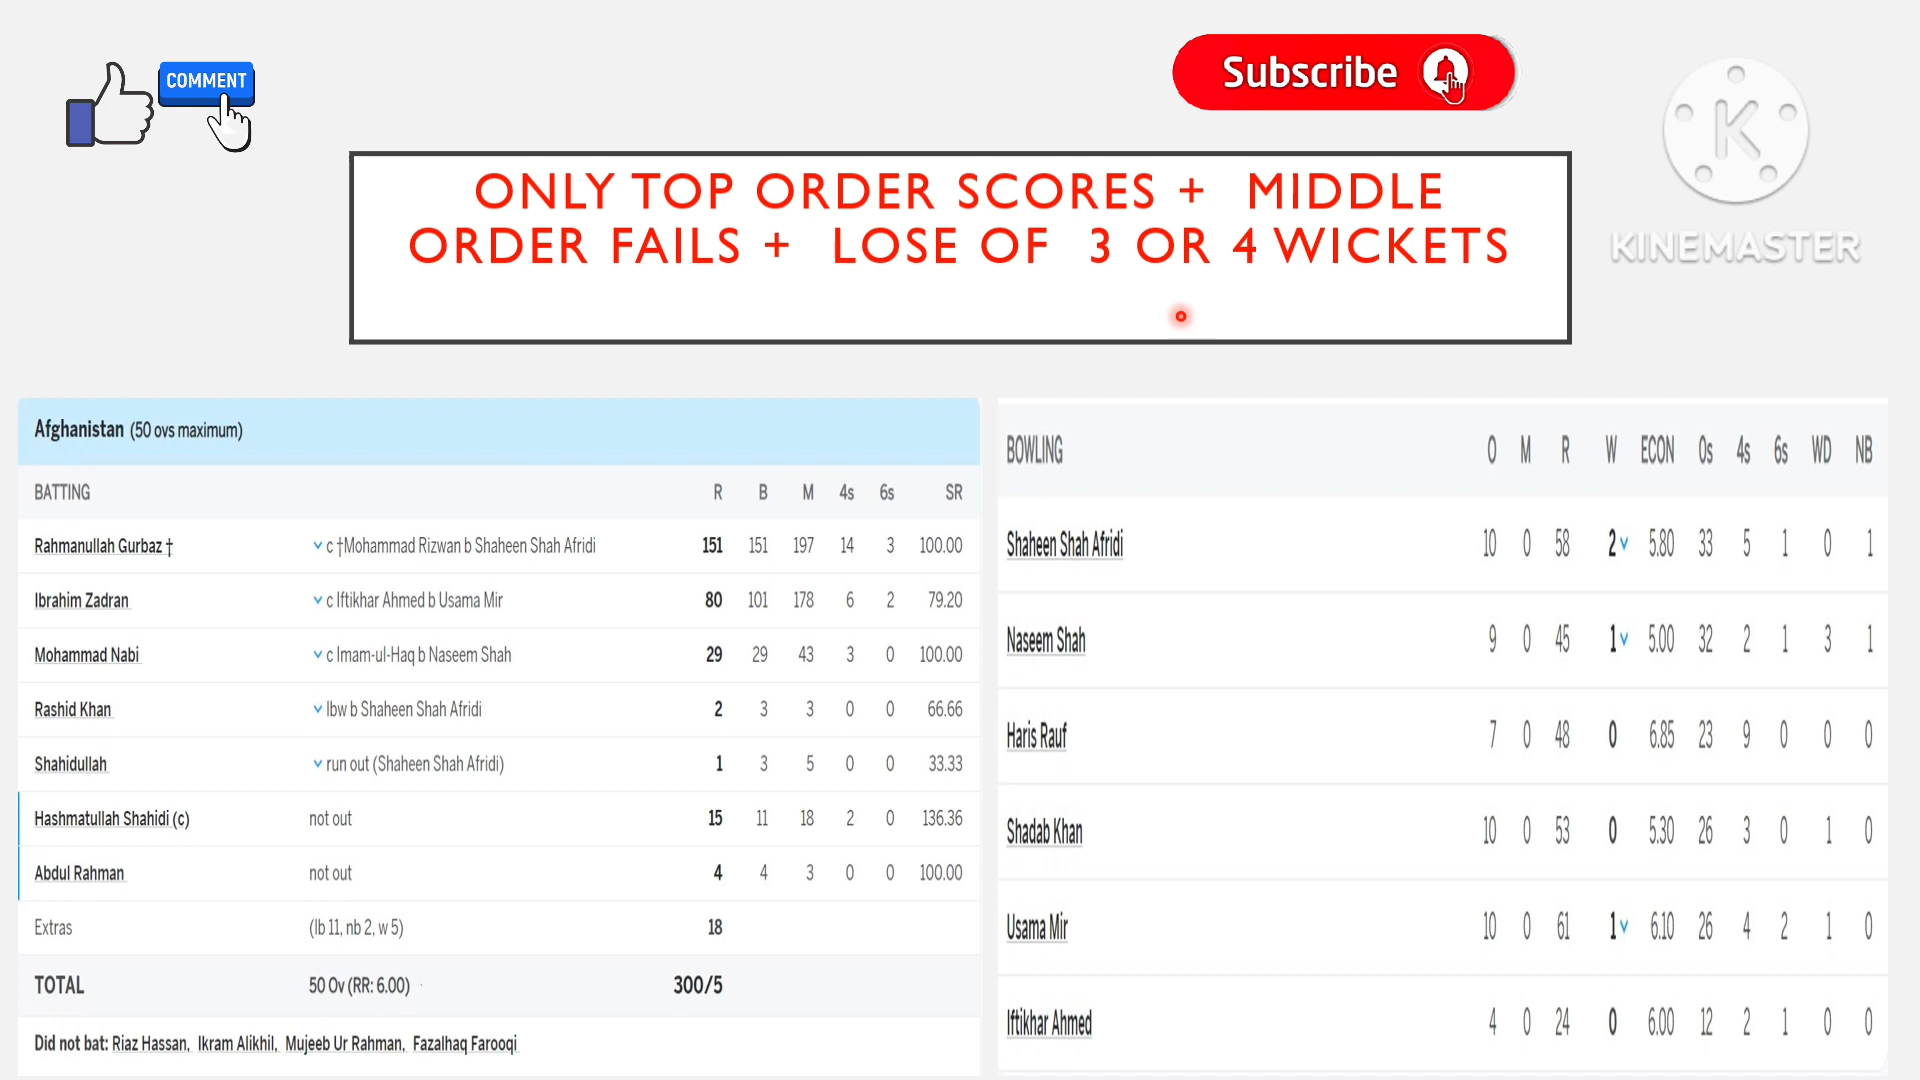 COMMENT
Subscribe
K
KINEMASTER
ONLY TOP ORDER SCORES + MIDDLE
ORDER FAILS + LOSE OF 3 OR 4 WICKETS
Afghanistan (50 ovs maximum)
BATTING R B M 4s 6s SR
Rahmanullah Gurbaz † c †Mohammad Rizwan b Shaheen Shah Afridi 151 151 197 14 3 100.00
Ibrahim Zadran c Iftikhar Ahmed b Usama Mir 80 101 178 6 2 79.20
Mohammad Nabi c Imam-ul-Haq b Naseem Shah 29 29 43 3 0 100.00
Rashid Khan lbw b Shaheen Shah Afridi 2 3 3 0 0 66.66
Shahidullah run out (Shaheen Shah Afridi) 1 3 5 0 0 33.33
Hashmatullah Shahidi (c) not out 15 11 18 2 0 136.36
Abdul Rahman not out 4 4 3 0 0 100.00
Extras (lb 11, nb 2, w 5) 18
TOTAL 50 Ov (RR: 6.00) 300/5
Did not bat: Riaz Hassan, Ikram Alikhil, Mujeeb Ur Rahman, Fazalhaq Farooqi
BOWLING O M R W ECON 0s 4s 6s WD NB
Shaheen Shah Afridi 10 0 58 2 5.80 33 5 1 0 1
Naseem Shah 9 0 45 1 5.00 32 2 1 3 1
Haris Rauf 7 0 48 0 6.85 23 9 0 0 0
Shadab Khan 10 0 53 0 5.30 26 3 0 1 0
Usama Mir 10 0 61 1 6.10 26 4 2 1 0
Iftikhar Ahmed 4 0 24 0 6.00 12 2 1 0 0